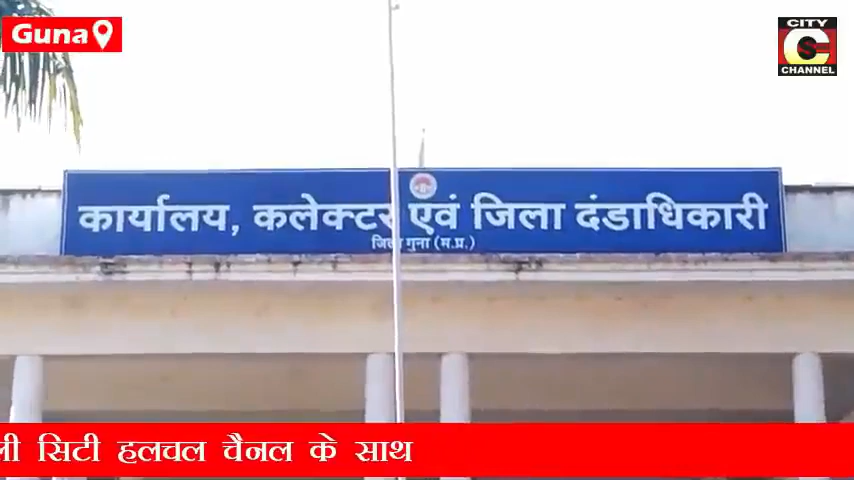 Guna
CITY
CHANNEL
कार्यालय, कलेक्टर एवं जिला दंडाधिकारी
जिला गुना (म.प्र.)
सिटी हलचल चैनल के साथ